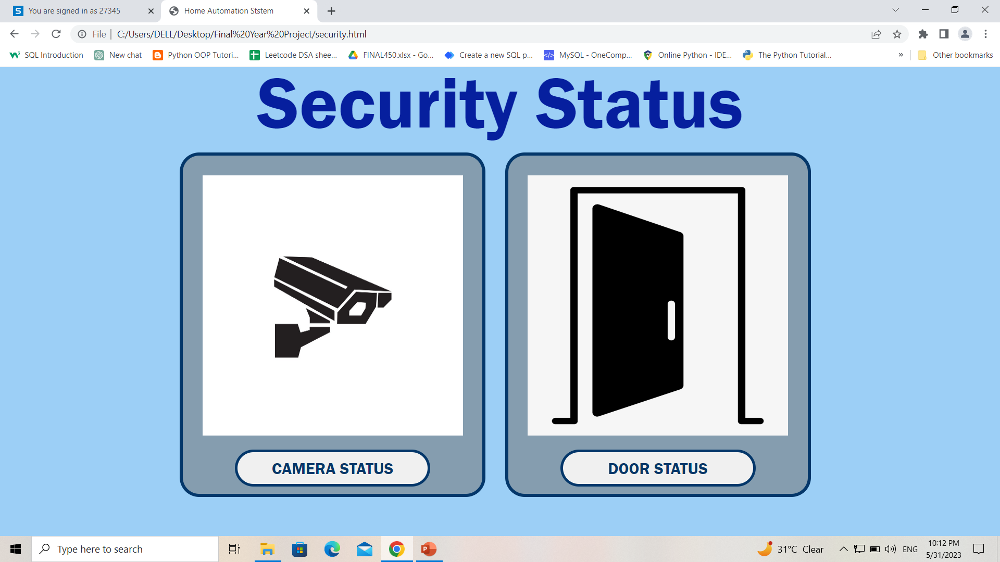 You are signed in as 27345
Home Automation Ststem
File
C:/Users/DELL/Desktop/Final%20Year%20Project/security.html
SQL Introduction
New chat
Python OOP Tutori...
Leetcode DSA shee...
FINAL450.xlsx - Go...
Create a new SQL p...
MySQL - OneComp...
Online Python - IDE...
The Python Tutorial...
»
Other bookmarks
Security Status
CAMERA STATUS
DOOR STATUS
Type here to search
31°C Clear
ENG
10:12 PM
5/31/2023